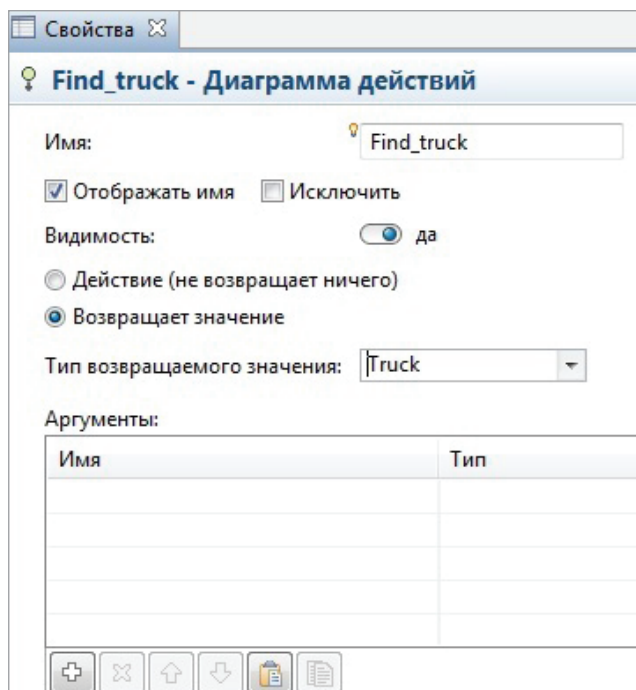 Свойства
Find_truck - Диаграмма действий
Имя: Find_truck
Отображать имя Исключить
Видимость: да
Действие (не возвращает ничего)
Возвращает значение
Тип возвращаемого значения: Truck
Аргументы:
Имя Тип